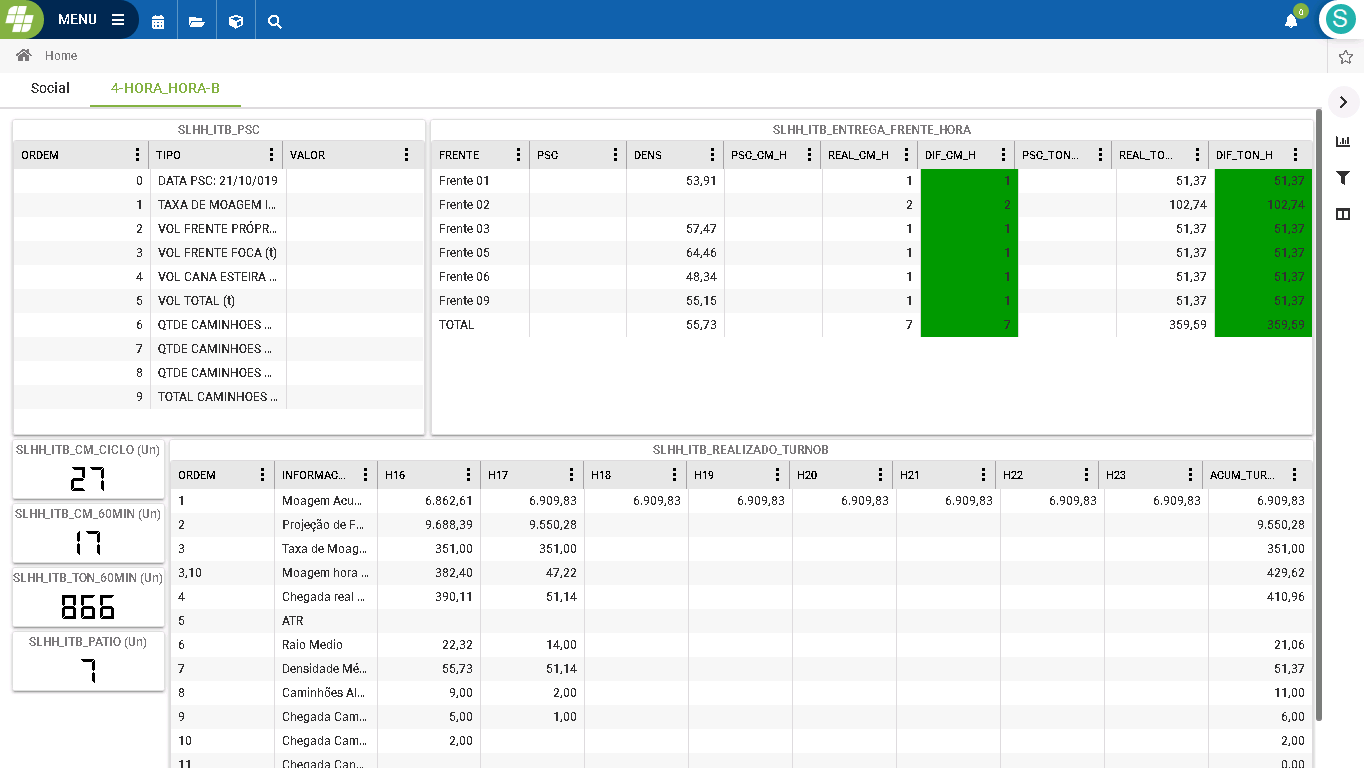 MENU
0
S
Home
Social 4-HORA_HORA-B
SLHH_ITB_PSC
ORDEM TIPO VALOR
0 DATA PSC: 21/10/019
1 TAXA DE MOAGEM I...
2 VOL FRENTE PRÓPR...
3 VOL FRENTE FOCA (t)
4 VOL CANA ESTEIRA ...
5 VOL TOTAL (t)
6 QTDE CAMINHOES ...
7 QTDE CAMINHOES ...
8 QTDE CAMINHOES ...
9 TOTAL CAMINHOES ...
SLHH_ITB_ENTREGA_FRENTE_HORA
FRENTE PSC DENS PSC_CM_H REAL_CM_H DIF_CM_H PSC_TON... REAL_TO... DIF_TON_H
Frente 01 53,91 1 1 51,37 51,37
Frente 02 2 2 102,74 102,74
Frente 03 57,47 1 1 51,37 51,37
Frente 05 64,46 1 1 51,37 51,37
Frente 06 48,34 1 1 51,37 51,37
Frente 09 55,15 1 1 51,37 51,37
TOTAL 55,73 7 7 359,59 359,59
SLHH_ITB_CM_CICLO (Un)
27
SLHH_ITB_CM_60MIN (Un)
17
SLHH_ITB_TON_60MIN (Un)
866
SLHH_ITB_PATIO (Un)
7
SLHH_ITB_REALIZADO_TURNOB
ORDEM INFORMAC... H16 H17 H18 H19 H20 H21 H22 H23 ACUM_TUR...
1 Moagem Acu... 6.862,61 6.909,83 6.909,83 6.909,83 6.909,83 6.909,83 6.909,83 6.909,83 6.909,83
2 Projeção de F... 9.688,39 9.550,28 9.550,28
3 Taxa de Moag... 351,00 351,00 351,00
3,10 Moagem hora ... 382,40 47,22 429,62
4 Chegada real ... 390,11 51,14 410,96
5 ATR
6 Raio Medio 22,32 14,00 21,06
7 Densidade Mé... 55,73 51,14 51,37
8 Caminhões Al... 9,00 2,00 11,00
9 Chegada Cam... 5,00 1,00 6,00
10 Chegada Cam... 2,00 2,00
11 Chegada Can... 0,00